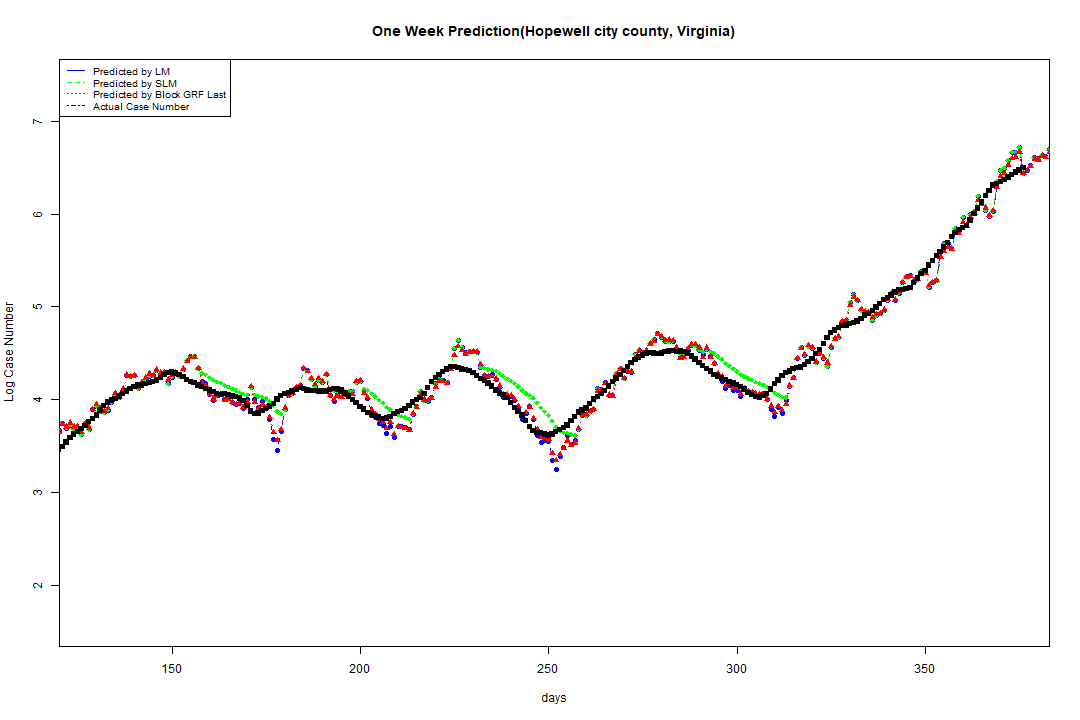 One Week Prediction(Hopewell city county, Virginia)
Predicted by LM
Predicted by SLM
Predicted by Block GRF Last
Actual Case Number
7
6
5
4
3
2
Log Case Number
150 200 250 300 350
days